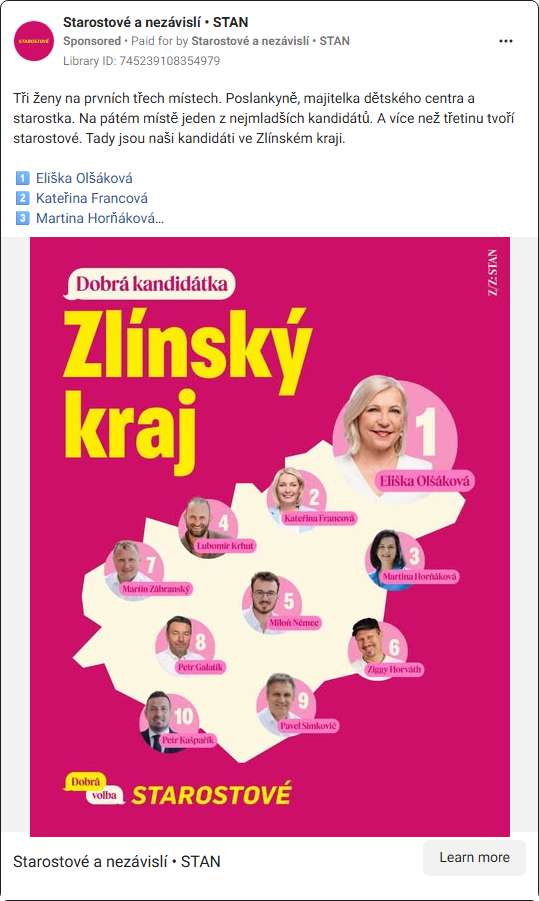 Starostové a nezávislí • STAN
Sponsored • Paid for by Starostové a nezávislí • STAN
Library ID: 745239108354979
STAROSTOVÉ
Tři ženy na prvních třech místech. Poslankyně, majitelka dětského centra a
starostka. Na pátém místě jeden z nejmladších kandidátů. A více než třetinu tvoří
starostové. Tady jsou naši kandidáti ve Zlínském kraji.
1 Eliška Olšáková
2 Kateřina Francová
3 Martina Horňáková...
Z/Z: STAN
Dobrá kandidátka
Zlínský
kraj
1
Eliška Olšáková
2
Kateřina Francová
4
Lubomír Krhut
3
Martina Horňáková
7
Martin Zábranský
5
Miloň Němec
8
Petr Galatík
6
Ziggy Horváth
9
Pavel Simkovič
10
Petr Kašpařík
Dobrá
volba
STAROSTOVÉ
Starostové a nezávislí • STAN
Learn more